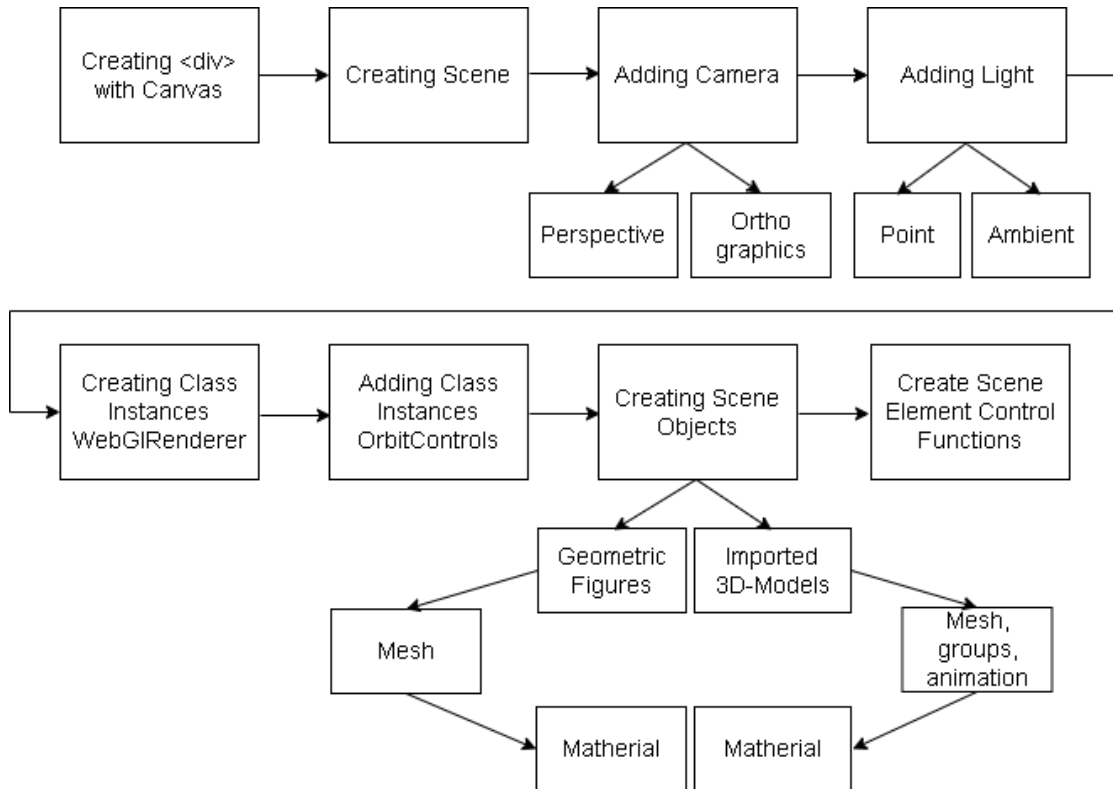 Creating <div>
with Canvas
Creating Scene
Adding Camera
Adding Light
Perspective
Ortho
graphics
Point
Ambient
Creating Class
Instances
WebGlRenderer
Adding Class
Instances
OrbitControls
Creating Scene
Objects
Create Scene
Element Control
Functions
Geometric
Figures
Imported
3D-Models
Mesh
Mesh,
groups,
animation
Matherial
Matherial